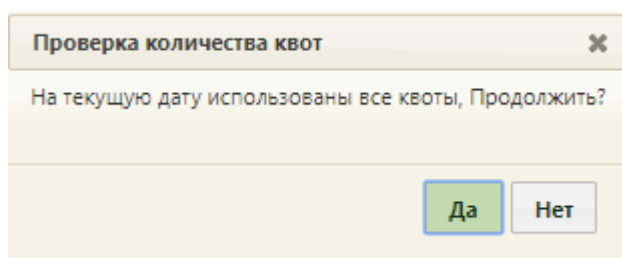 Проверка количества квот
На текущую дату использованы все квоты, Продолжить?
Да Нет